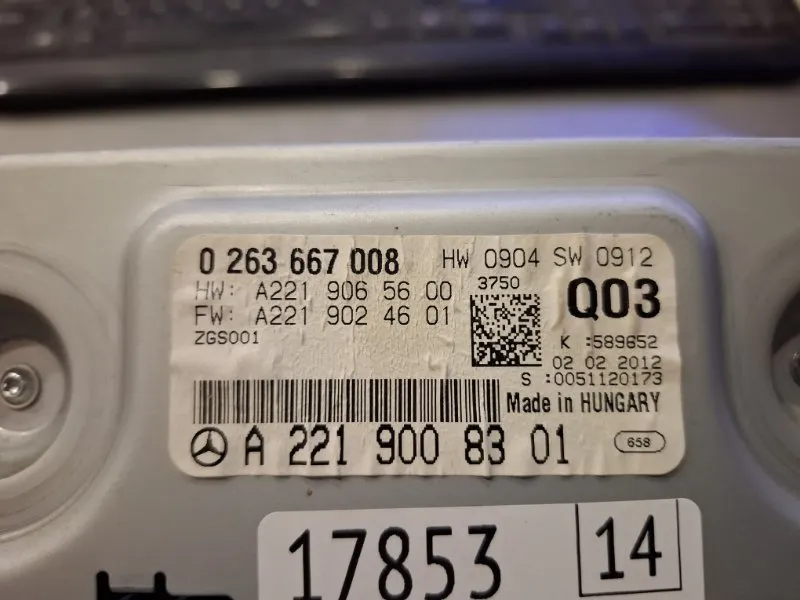 0 263 667 008 HW 0904 SW 0912
HW: A221 906 56 00 3750 Q03
FW: A221 902 46 01
ZGS001 K :589652
02 02 2012
S :0051120173
Made in HUNGARY
A 221 900 83 01 658
17853 14